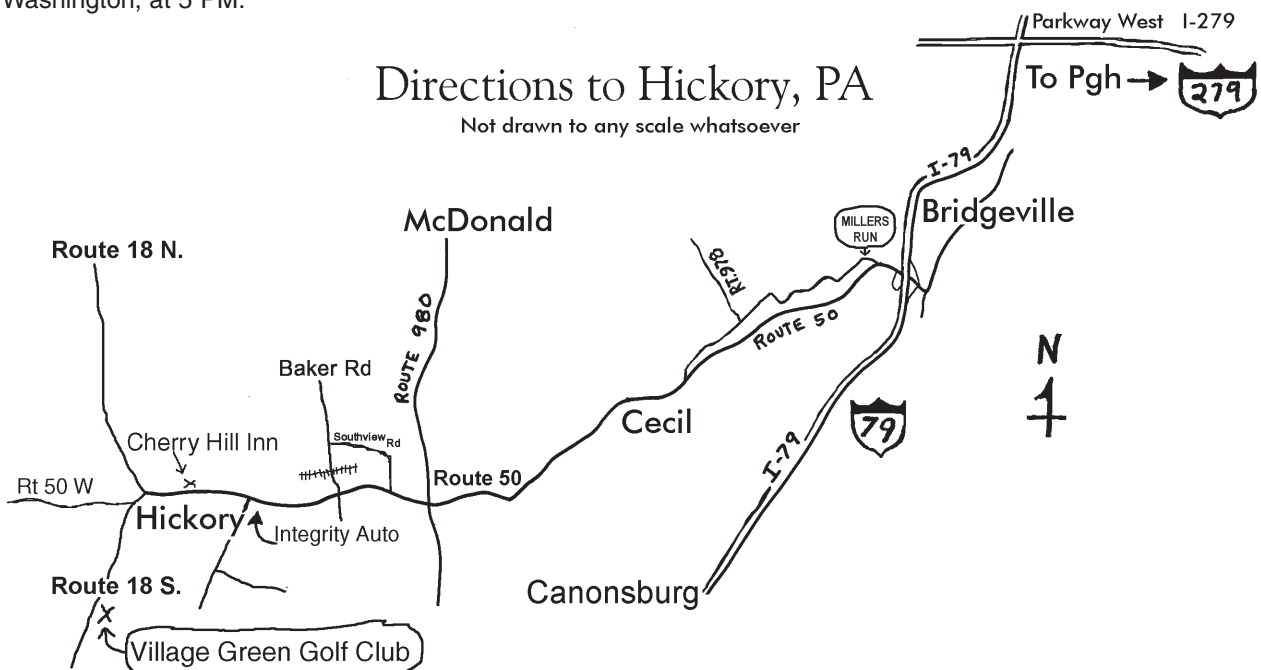 Washington, at 5 PM.
Parkway West I-279
Directions to Hickory, PA
To Pgh
279
Not drawn to any scale whatsoever
I-79
McDonald
MILLERS
RUN
Bridgeville
Route 18 N.
RT.978
ROUTE 980
ROUTE 50
N
Baker Rd
Southview Rd
79
Cecil
Cherry Hill Inn
I-79
Route 50
Rt 50 W
Hickory
Integrity Auto
Route 18 S.
Canonsburg
Village Green Golf Club